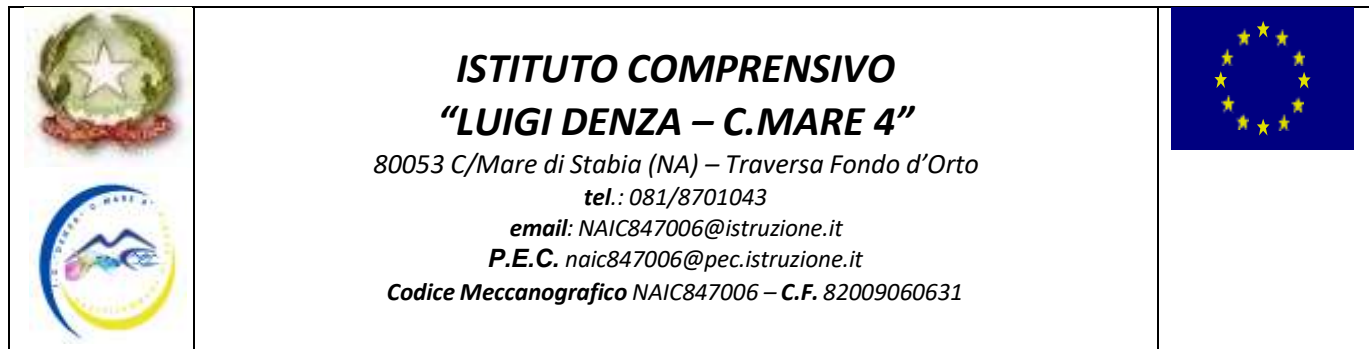 ISTITUTO COMPRENSIVO
“LUIGI DENZA – C.MARE 4”
80053 C/Mare di Stabia (NA) – Traversa Fondo d’Orto
tel.: 081/8701043
email: NAIC847006@istruzione.it
P.E.C. naic847006@pec.istruzione.it
Codice Meccanografico NAIC847006 – C.F. 82009060631